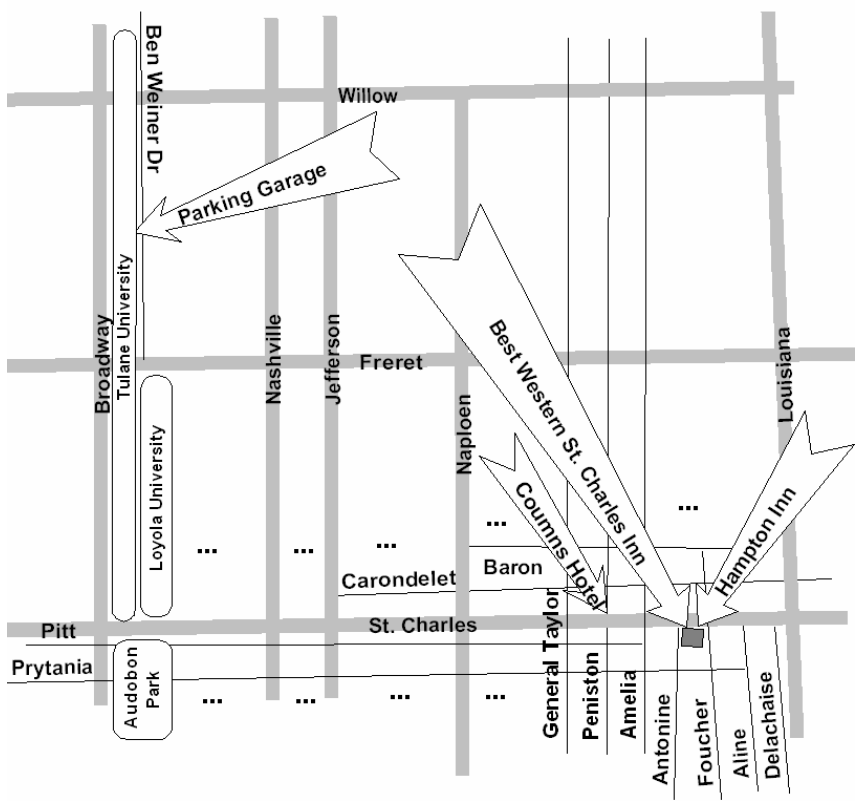 Ben Weiner Dr
Willow
Parking Garage
Tulane University
Broadway
Nashville
Jefferson
Freret
Louisiana
Best Western St. Charles Inn
Naploen
Loyola University
...
...
...
...
...
Coumns Hotel
Hampton Inn
Baron
Carondelet
St. Charles
Pitt
Prytania
Audobon
Park
...
...
...
...
General Taylor
Peniston
Amelia
Antonine
Foucher
Aline
Delachaise